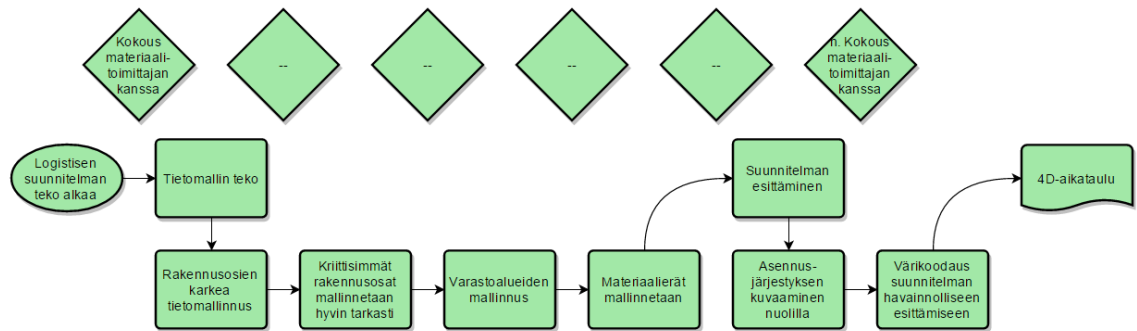 Kokous
materiaali-
toimittajan
kanssa
--
--
--
--
n. Kokous
materiaali-
toimittajan
kanssa
Logistisen
suunnitelman
teko alkaa
Tietomallin teko
Suunnitelman
esittäminen
4D-aikataulu
Rakennusosien
karkea
tietomallinnus
Kriittisimmät
rakennusosat
mallinnetaan
hyvin tarkasti
Varastoalueiden
mallinnus
Materiaalierät
mallinnetaan
Asennus-
järjestyksen
kuvaaminen
nuolilla
Värikoodaus
suunnitelman
havainnolliseen
esittämiseen